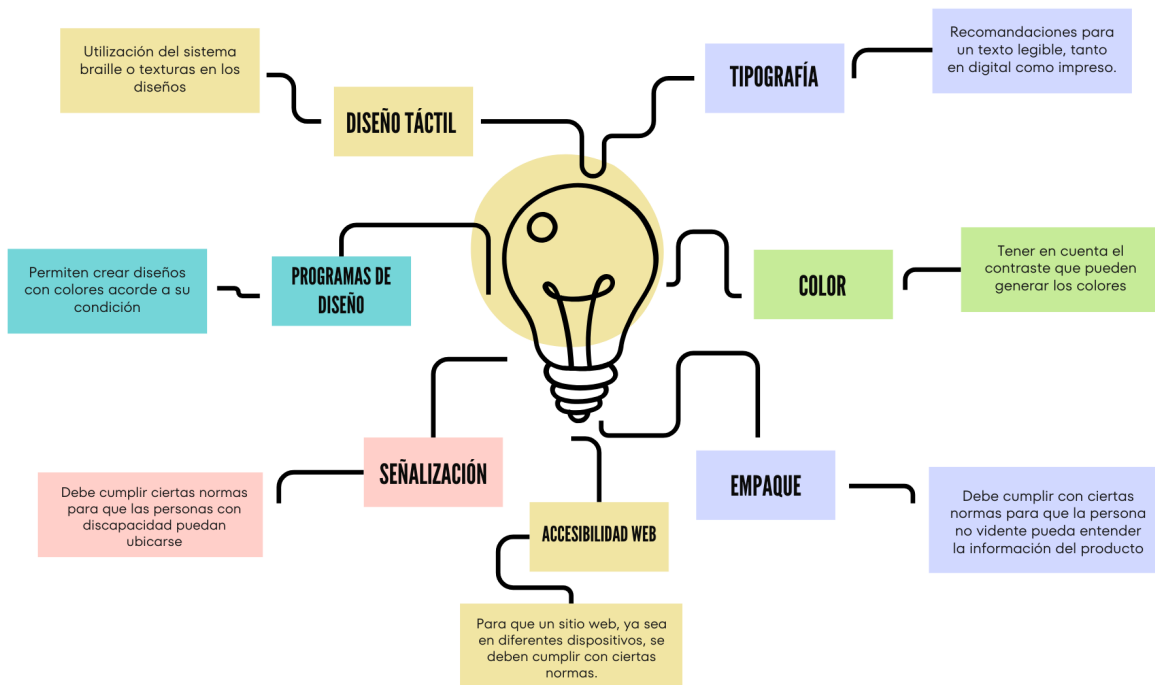 Utilización del sistema
braille o texturas en los
diseños
DISEÑO TÁCTIL
TIPOGRAFÍA
Recomandaciones para
un texto legible, tanto
en digital como impreso.
Permiten crear diseños
con colores acorde a su
condición
PROGRAMAS DE
DISEÑO
COLOR
Tener en cuenta el
contraste que pueden
generar los colores
Debe cumplir ciertas normas
para que las personas con
discapacidad puedan
ubicarse
SEÑALIZACIÓN
ACCESIBILIDAD WEB
Para que un sitio web, ya sea
en diferentes dispositivos, se
deben cumplir con ciertas
normas.
EMPAQUE
Debe cumplir con ciertas
normas para que la persona
no vidente pueda entender
la información del producto